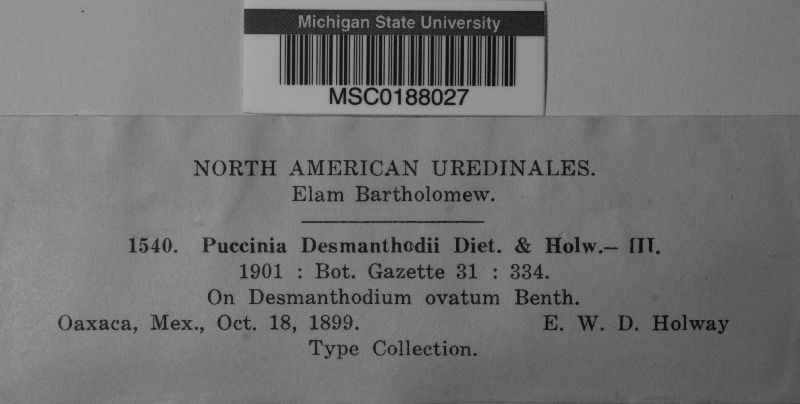 Michigan State University
MSC0188027
NORTH AMERICAN UREDINALES.
Elam Bartholomew.
1540. Puccinia Desmanthodii Diet. & Holw.— III.
1901 : Bot. Gazette 31 : 334.
On Desmanthodium ovatum Benth.
Oaxaca, Mex., Oct. 18, 1899. E. W. D. Holway
Type Collection.